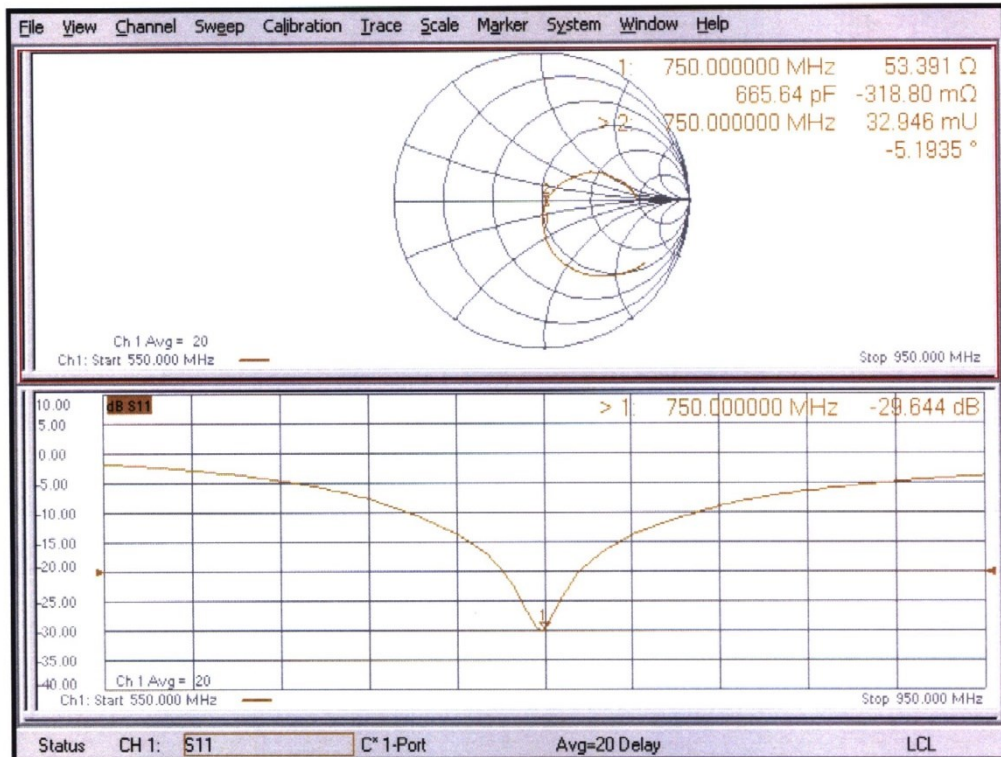 File View Channel Sweep Calibration Trace Scale Marker System Window Help
1: 750.000000 MHz 53.391 Ω
665.64 pF -318.80 mΩ
> 2: 750.000000 MHz 32.946 mU
-5.1935 °
Ch 1 Avg = 20
Ch1: Start 550.000 MHz
Stop 950.000 MHz
dB S11
> 1: 750.000000 MHz -29.644 dB
10.00
5.00
0.00
-5.00
-10.00
-15.00
-20.00
-25.00
-30.00
-35.00
-40.00
1
Ch 1 Avg = 20
Ch1: Start 550.000 MHz
Stop 950.000 MHz
Status CH 1: S11 C* 1-Port Avg=20 Delay LCL